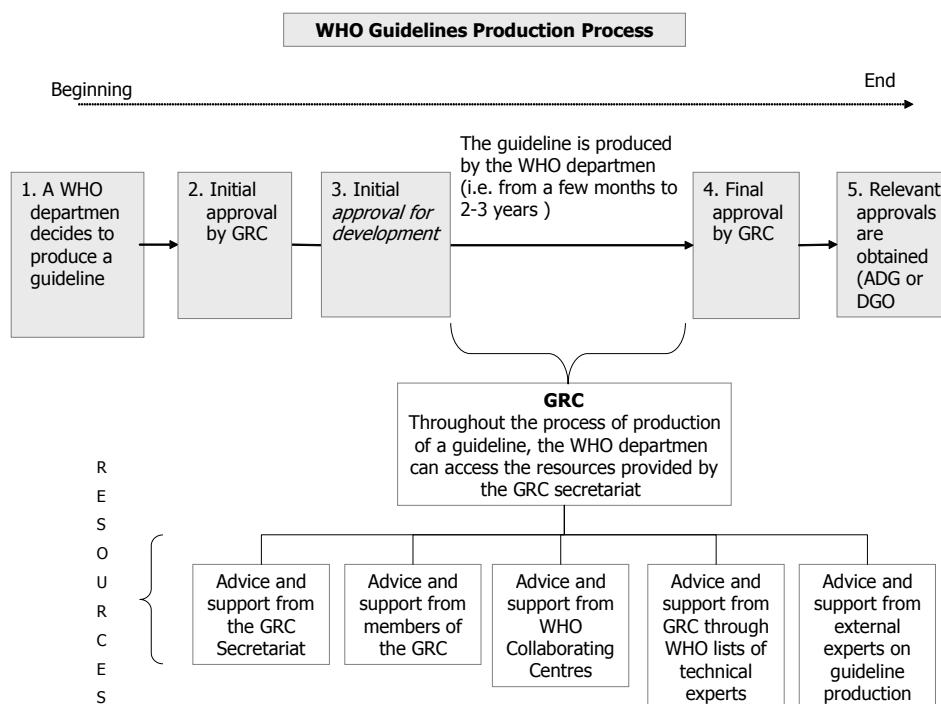 WHO Guidelines Production Process
Beginning
End
1. A WHO
departmen
decides to
produce a
guideline
2. Initial
approval
by GRC
3. Initial
approval for
development
The guideline is produced
by the WHO departmen
(i.e. from a few months to
2-3 years )
4. Final
approval
by GRC
5. Relevant
approvals
are
obtained
(ADG or
DGO
GRC
Throughout the process of production
of a guideline, the WHO departmen
can access the resources provided by
the GRC secretariat
R
E
S
O
U
R
C
E
S
Advice and
support from
the GRC
Secretariat
Advice and
support from
members of
the GRC
Advice and
support from
WHO
Collaborating
Centres
Advice and
support from
GRC through
WHO lists of
technical
experts
Advice and
support from
external
experts on
guideline
production